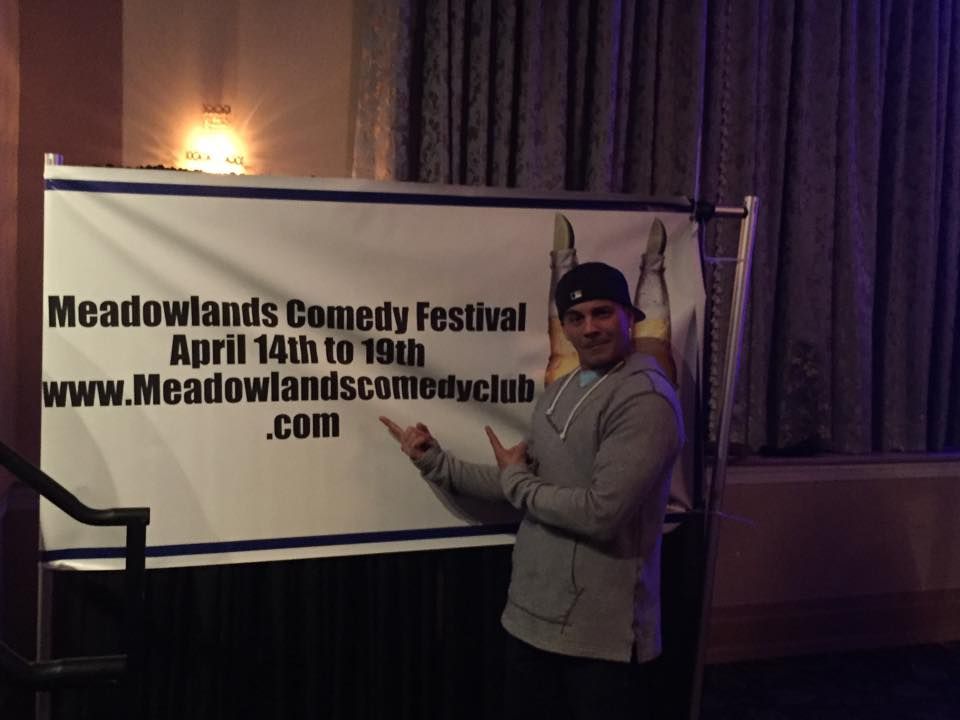 Meadowlands Comedy Festival
April 14th to 19th
www.Meadowlandscomedyclub
.com